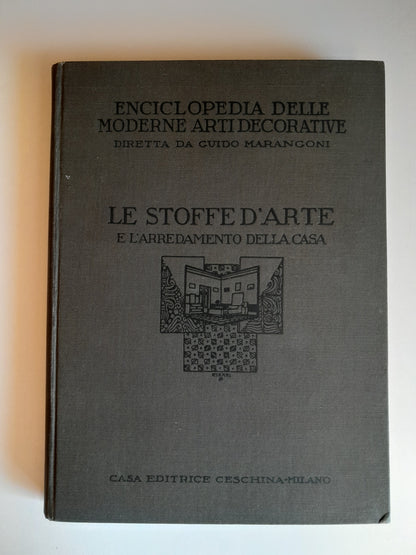 ENCICLOPEDIA DELLE
MODERNE ARTI DECORATIVE
DIRETTA DA GUIDO MARANGONI
LE STOFFE D'ARTE
E L'ARREDAMENTO DELLA CASA
CASA EDITRICE CESCHINA-MILANO